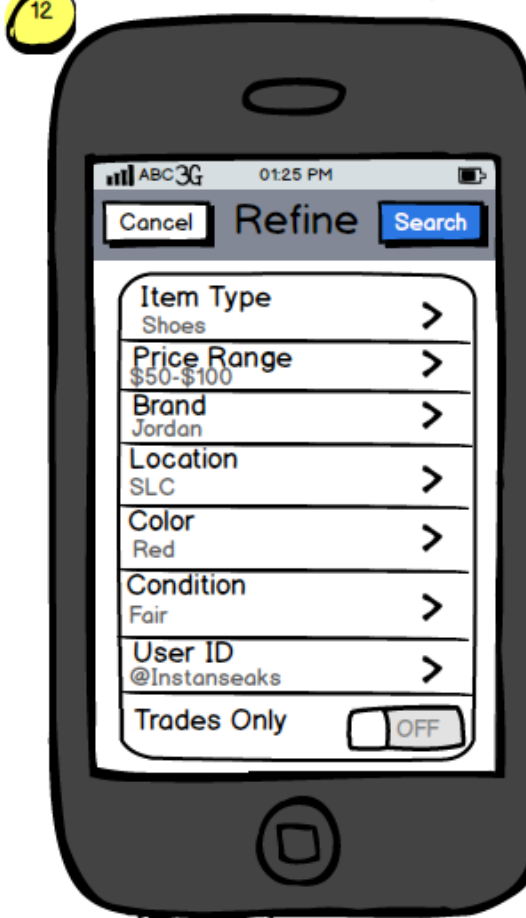 12
ABC 3G 01:25 PM
Cancel Refine Search
Item Type
Shoes
Price Range
$50-$100
Brand
Jordan
Location
SLC
Color
Red
Condition
Fair
User ID
@Instanseaks
Trades Only OFF